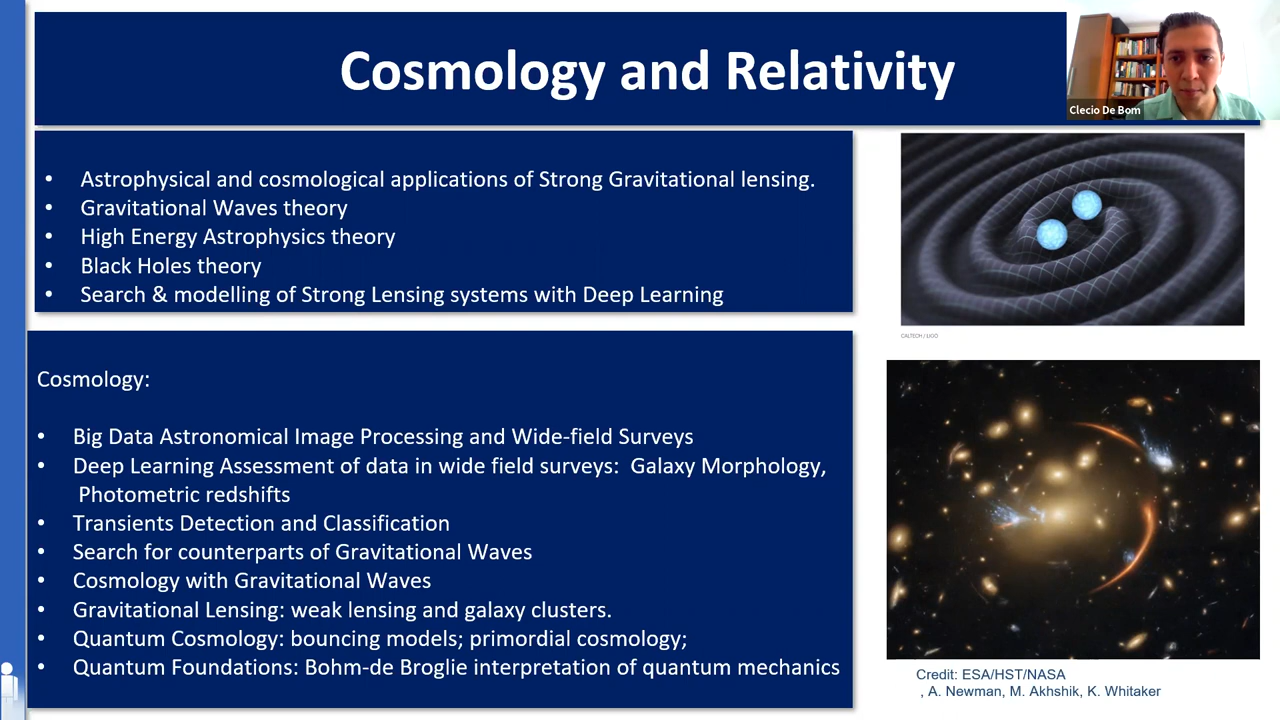 Cosmology and Relativity
Clecio De Bom
• Astrophysical and cosmological applications of Strong Gravitational lensing.
• Gravitational Waves theory
• High Energy Astrophysics theory
• Black Holes theory
• Search & modelling of Strong Lensing systems with Deep Learning
CALTECH / LIGO
Cosmology:
• Big Data Astronomical Image Processing and Wide-field Surveys
• Deep Learning Assessment of data in wide field surveys: Galaxy Morphology,
Photometric redshifts
• Transients Detection and Classification
• Search for counterparts of Gravitational Waves
• Cosmology with Gravitational Waves
• Gravitational Lensing: weak lensing and galaxy clusters.
• Quantum Cosmology: bouncing models; primordial cosmology;
• Quantum Foundations: Bohm-de Broglie interpretation of quantum mechanics
Credit: ESA/HST/NASA
, A. Newman, M. Akhshik, K. Whitaker